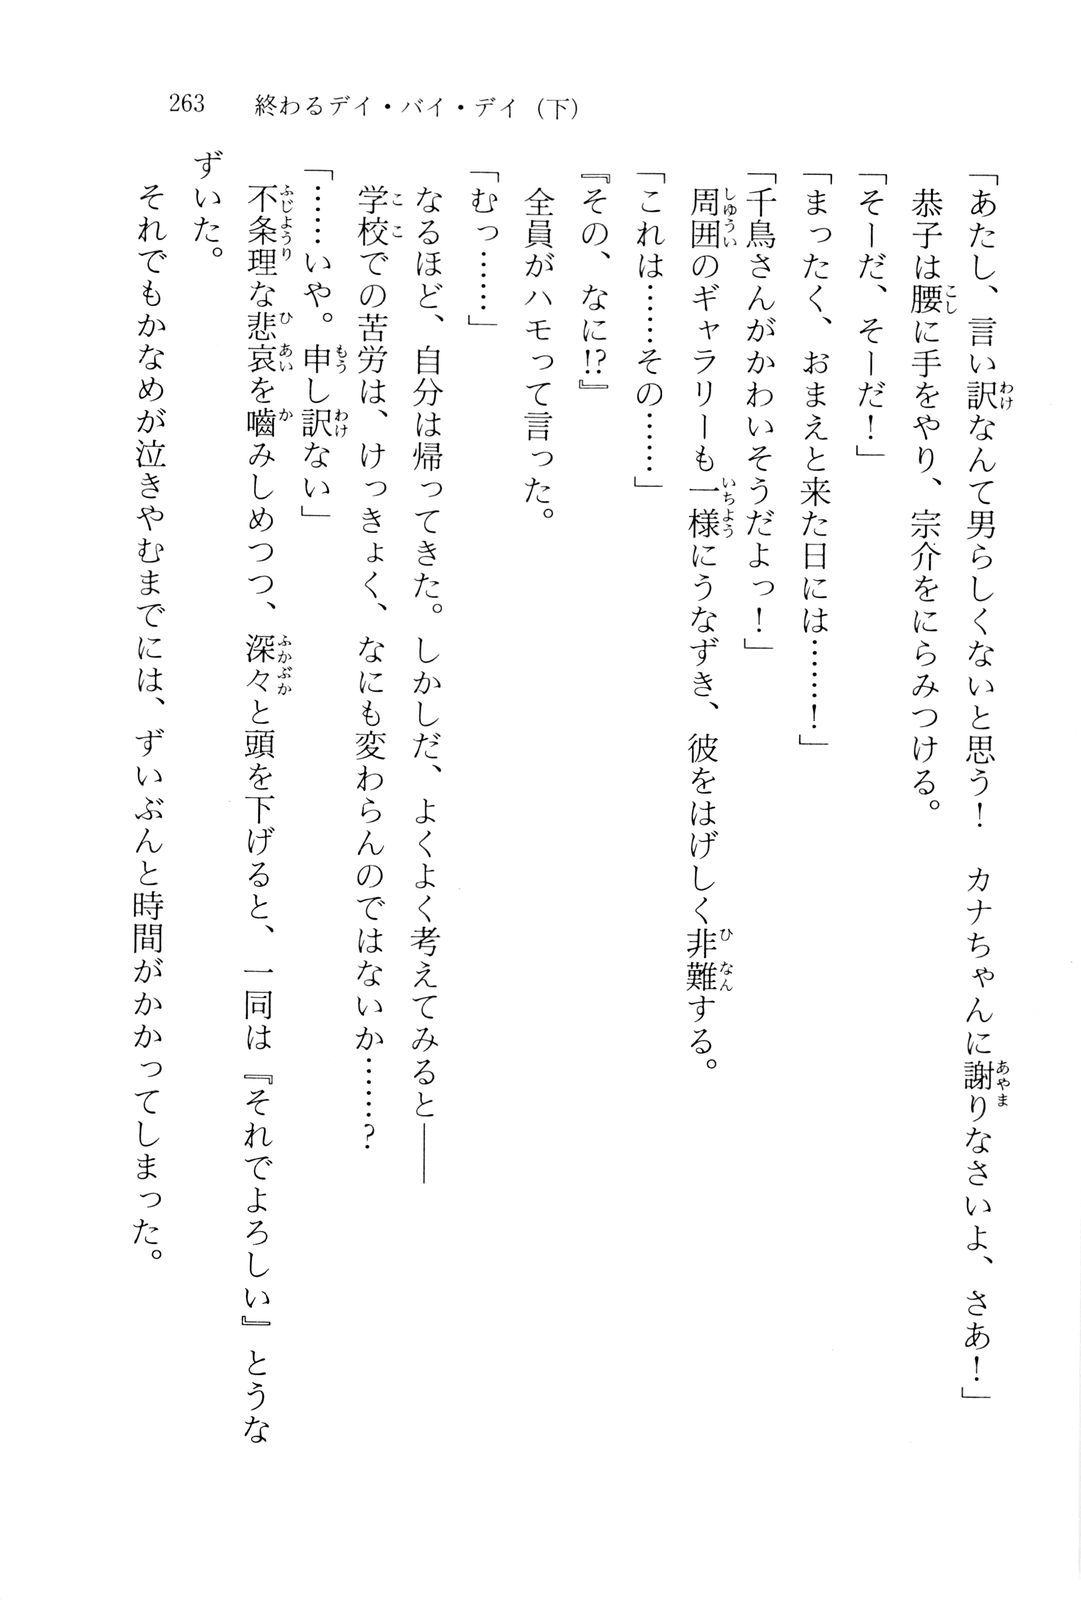 263　終わるデイ・バイ・デイ（下）
「あたし、言い訳なんて男らしくないと思う！　カナちゃんに謝りなさいよ、さあ！」
恭子は腰に手をやり、宗介をにらみつける。
「そーだ、そーだ！」
「まったく、おまえと来た日には……！」
「千鳥さんがかわいそうだよっ！」
周囲のギャラリーも一様にうなずき、彼をはげしく非難する。
「これは……その……」
『その、なに!?』
全員がハモって言った。
「むっ……」
なるほど、自分は帰ってきた。しかしだ、よくよく考えてみると――
学校での苦労は、けっきょく、なにも変わらんのではないか……？
「……いや。申し訳ない」
不条理な悲哀を嚙みしめつつ、深々と頭を下げると、一同は『それでよろしい』とうな
ずいた。
それでもかなめが泣きやむまでには、ずいぶんと時間がかかってしまった。